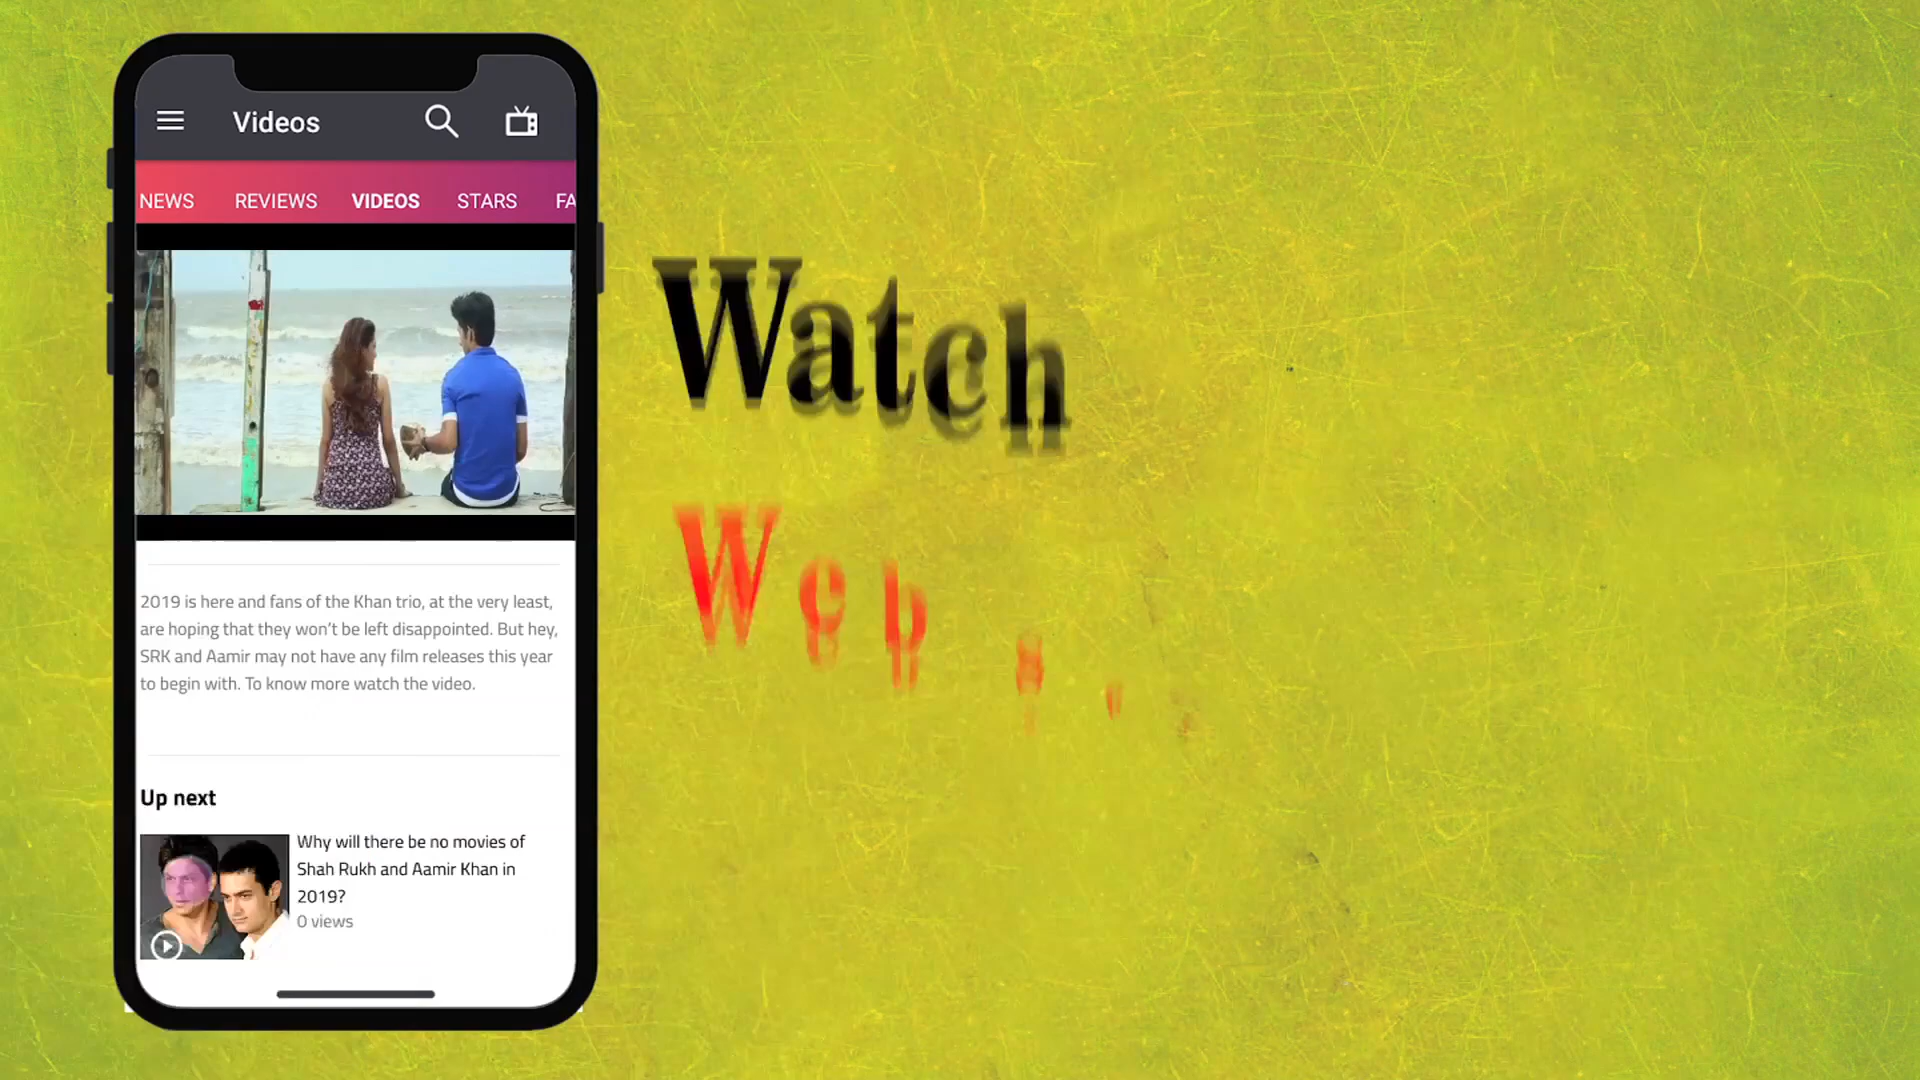 Videos
NEWS REVIEWS VIDEOS STARS FA
2019 is here and fans of the Khan trio, at the very least,
are hoping that they won't be left disappointed. But hey,
SRK and Aamir may not have any film releases this year
to begin with. To know more watch the video.
Up next
Why will there be no movies of
Shah Rukh and Aamir Khan in
2019?
0 views
Watch
Web